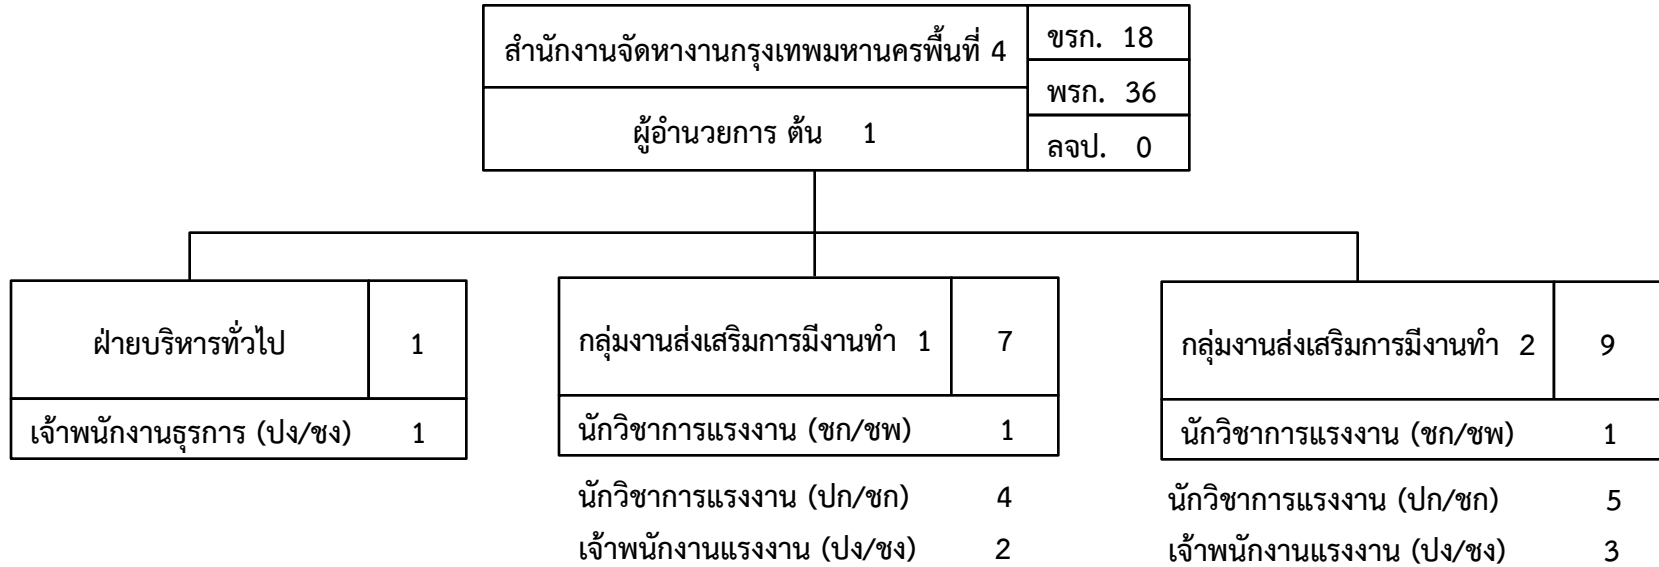 สำนักงานจัดหางานกรุงเทพมหานครพื้นที่ 4
ขรก. 18
พรก. 36
ผู้อำนวยการ ต้น 1
ลจป. 0
ฝ่ายบริหารทั่วไป 1
เจ้าพนักงานธุรการ (ปง/ชง) 1
กลุ่มงานส่งเสริมการมีงานทำ 1 7
นักวิชาการแรงงาน (ชก/ชพ) 1
นักวิชาการแรงงาน (ปก/ชก) 4
เจ้าพนักงานแรงงาน (ปง/ชง) 2
กลุ่มงานส่งเสริมการมีงานทำ 2 9
นักวิชาการแรงงาน (ชก/ชพ) 1
นักวิชาการแรงงาน (ปก/ชก) 5
เจ้าพนักงานแรงงาน (ปง/ชง) 3